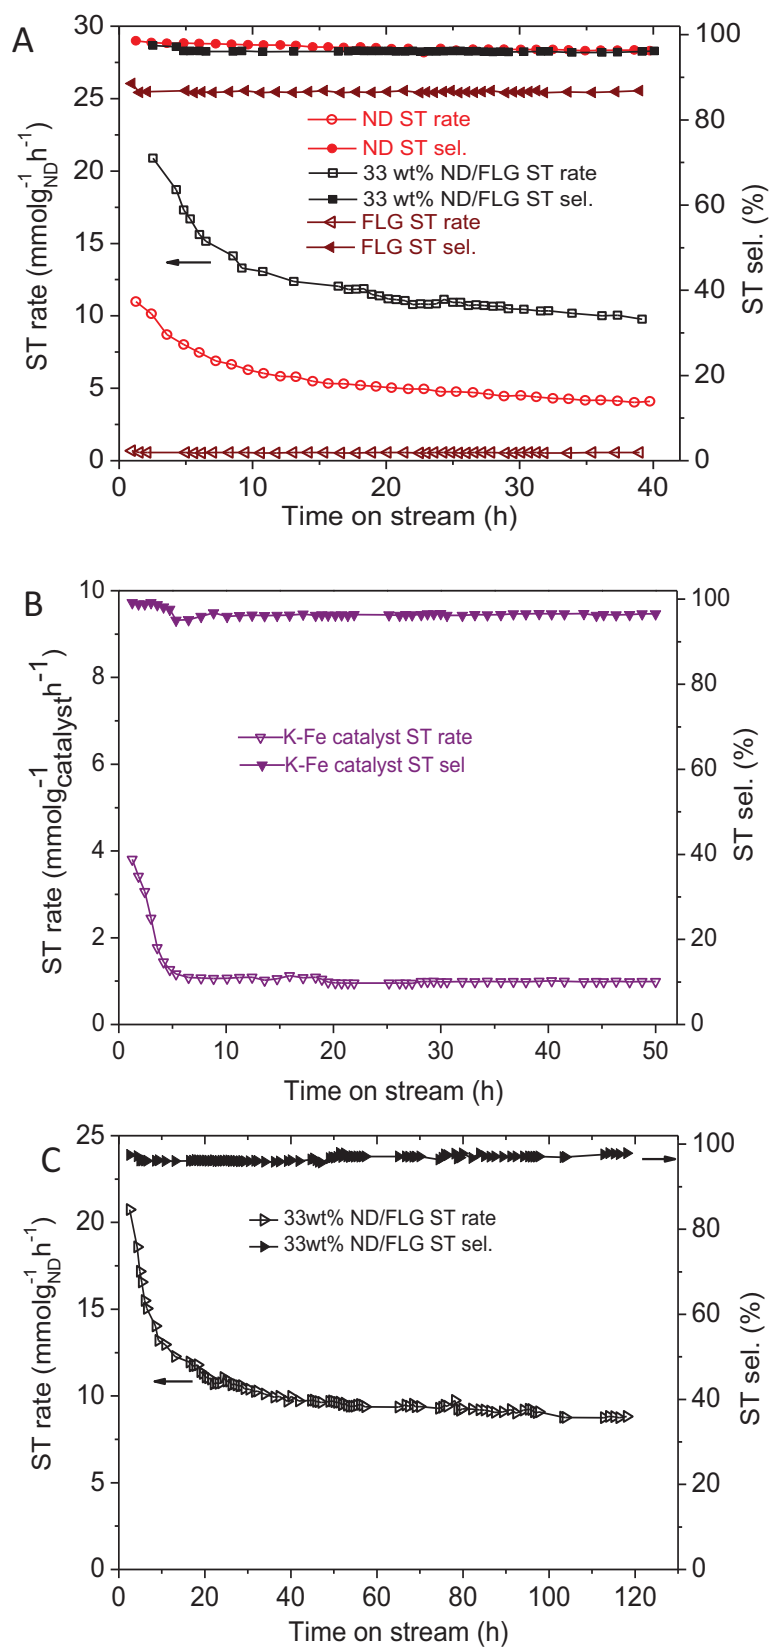 A
30
25
20
15
10
5
0
ST rate (mmolg⁻¹_ND h⁻¹)
100
80
60
40
20
0
ST sel. (%)
ND ST rate
ND ST sel.
33 wt% ND/FLG ST rate
33 wt% ND/FLG ST sel.
FLG ST rate
FLG ST sel.
0 10 20 30 40
Time on stream (h)
B
10
8
6
4
2
0
ST rate (mmolg⁻¹_catalyst h⁻¹)
100
80
60
40
20
0
ST sel. (%)
K-Fe catalyst ST rate
K-Fe catalyst ST sel
0 10 20 30 40 50
Time on stream (h)
C
25
20
15
10
5
0
ST rate (mmolg⁻¹_ND h⁻¹)
100
80
60
40
20
0
ST sel. (%)
33wt% ND/FLG ST rate
33wt% ND/FLG ST sel.
0 20 40 60 80 100 120
Time on stream (h)